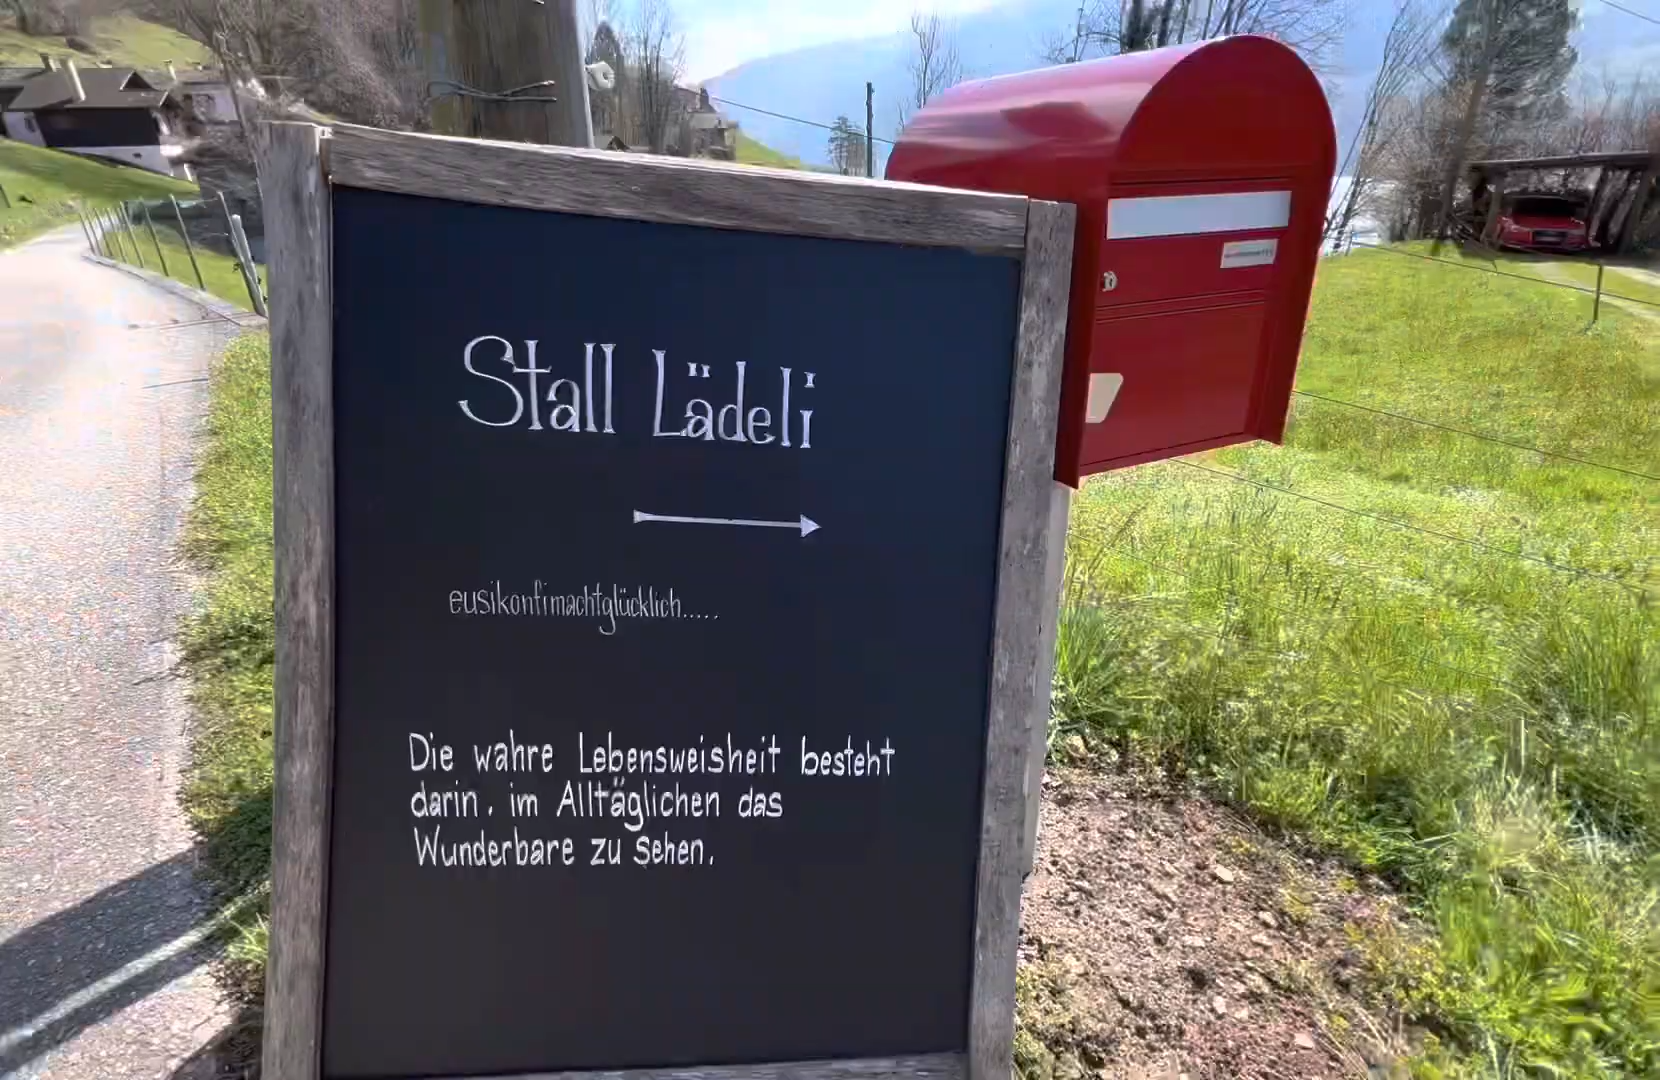 Stall Lädeli
eusikonfimachtglücklich.....
Die wahre Lebensweisheit besteht
darin. im Alltäglichen das
Wunderbare zu sehen.